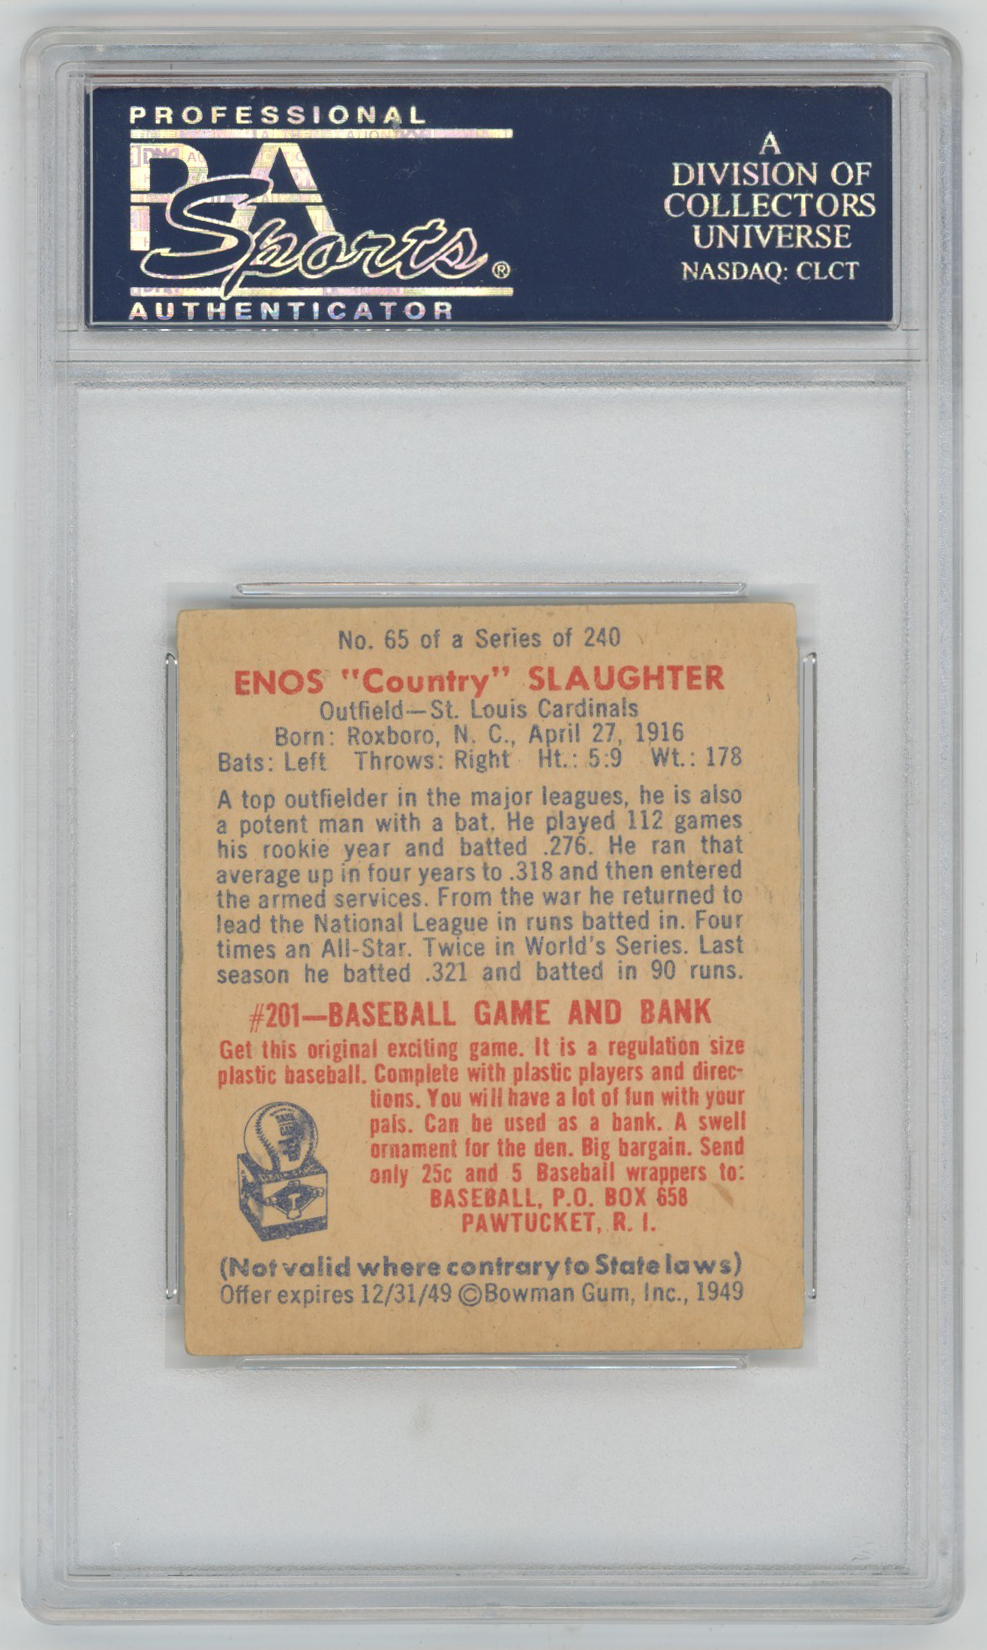 PROFESSIONAL
PSA
Sports®
AUTHENTICATOR
A
DIVISION OF
COLLECTORS
UNIVERSE
NASDAQ: CLCT
No. 65 of a Series of 240
ENOS "Country" SLAUGHTER
Outfield—St. Louis Cardinals
Born: Roxboro, N. C., April 27, 1916
Bats: Left Throws: Right Ht.: 5:9 Wt.: 178
A top outfielder in the major leagues, he is also
a potent man with a bat. He played 112 games
his rookie year and batted .276. He ran that
average up in four years to .318 and then entered
the armed services. From the war he returned to
lead the National League in runs batted in. Four
times an All-Star. Twice in World's Series. Last
season he batted .321 and batted in 90 runs.
#201—BASEBALL GAME AND BANK
Get this original exciting game. It is a regulation size
plastic baseball. Complete with plastic players and direc-
tions. You will have a lot of fun with your
pals. Can be used as a bank. A swell
ornament for the den. Big bargain. Send
only 25c and 5 Baseball wrappers to:
BASEBALL, P.O. BOX 658
PAWTUCKET, R. I.
(Not valid where contrary to State laws)
Offer expires 12/31/49 ©Bowman Gum, Inc., 1949